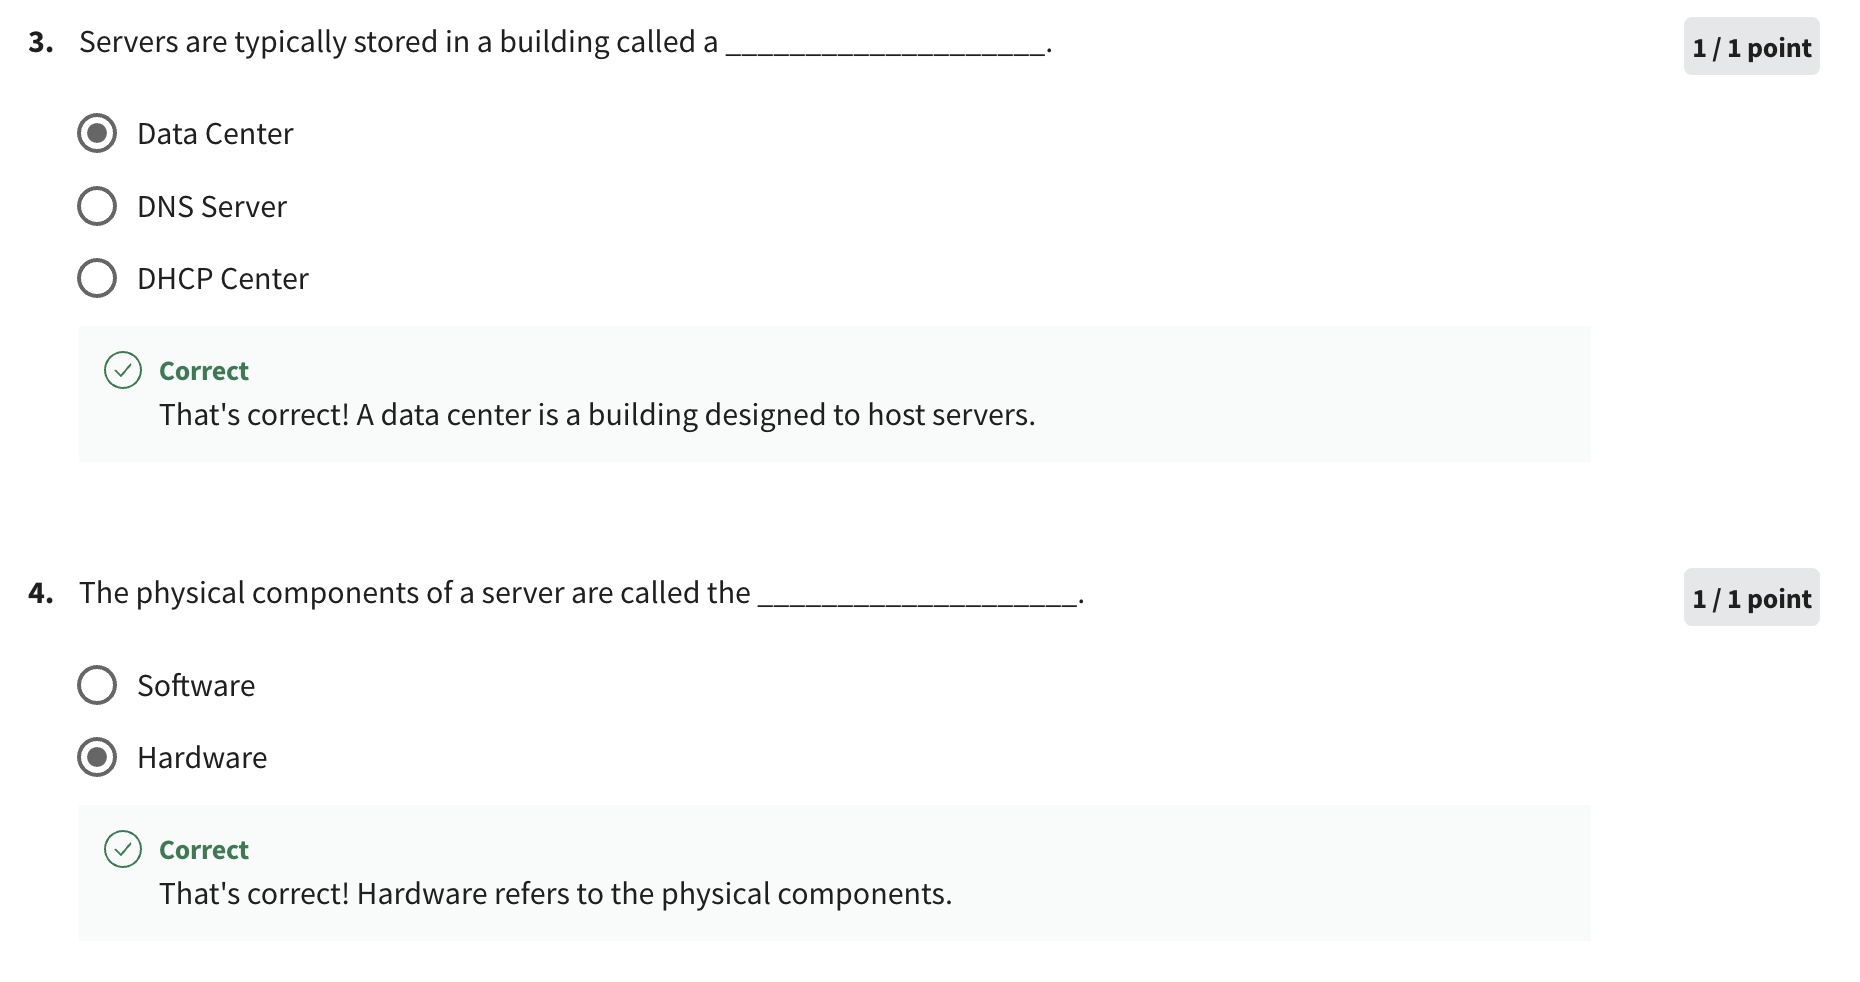 3. Servers are typically stored in a building called a ____________________.
1 / 1 point
Data Center
DNS Server
DHCP Center
Correct
That's correct! A data center is a building designed to host servers.
4. The physical components of a server are called the ____________________.
1 / 1 point
Software
Hardware
Correct
That's correct! Hardware refers to the physical components.